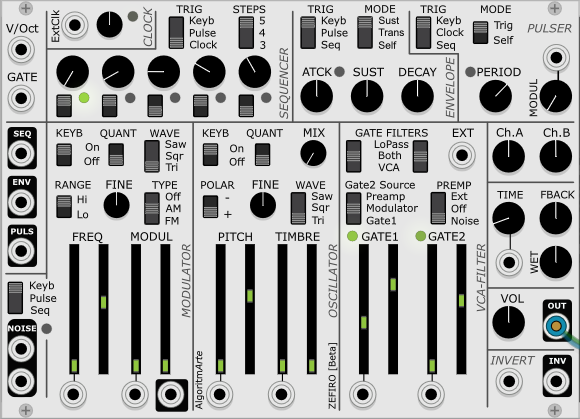 V/Oct
GATE
ExtClk
CLOCK
TRIG
Keyb
Pulse
Clock
STEPS
5
4
3
SEQUENCER
TRIG
Keyb
Pulse
Seq
MODE
Sust
Trans
Self
ATCK
SUST
DECAY
ENVELOPE
TRIG
Keyb
Clock
Seq
MODE
Trig
Self
PULSER
PERIOD
MODUL
SEQ
ENV
PULS
Keyb
Pulse
Seq
NOISE
KEYB
On
Off
QUANT
WAVE
Saw
Sqr
Tri
RANGE
Hi
Lo
FINE
TYPE
Off
AM
FM
FREQ
MODUL
MODULATOR
KEYB
On
Off
QUANT
MIX
POLAR
-
+
FINE
WAVE
Saw
Sqr
Tri
PITCH
TIMBRE
OSCILLATOR
AlgoritmArte
ZEFIRO [Beta]
GATE FILTERS
LoPass
Both
VCA
EXT
Gate2 Source
Preamp
Modulator
Gate1
PREMP
Ext
Off
Noise
GATE1
GATE2
VCA-FILTER
Ch.A
Ch.B
TIME
FBACK
WET
VOL
OUT
INVERT
INV